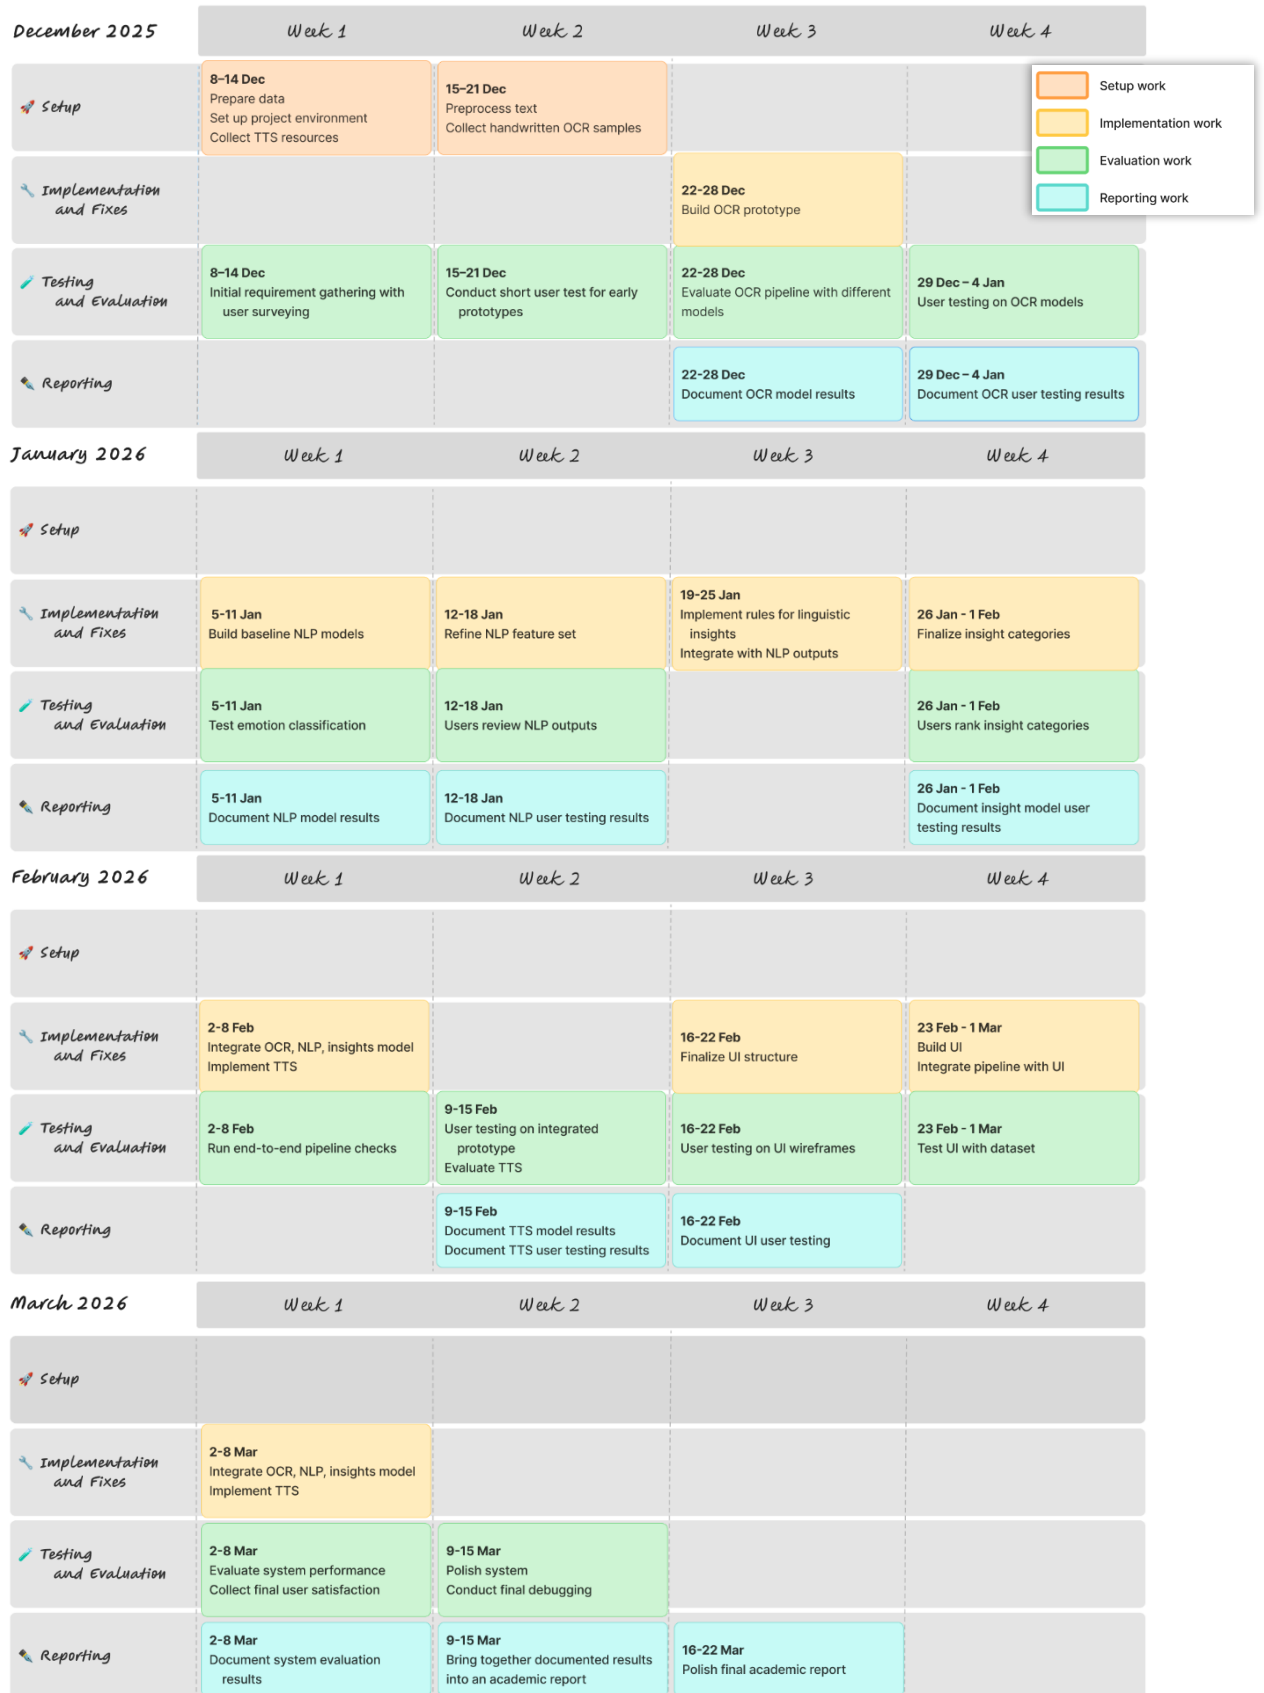 December 2025
Week 1
Week 2
Week 3
Week 4
Setup
8–14 Dec
Prepare data
Set up project environment
Collect TTS resources
15–21 Dec
Preprocess text
Collect handwritten OCR samples
Setup work
Implementation work
Evaluation work
Reporting work
Implementation
and Fixes
22-28 Dec
Build OCR prototype
Testing
and Evaluation
8–14 Dec
Initial requirement gathering with
user surveying
15–21 Dec
Conduct short user test for early
prototypes
22-28 Dec
Evaluate OCR pipeline with different
models
29 Dec – 4 Jan
User testing on OCR models
Reporting
22-28 Dec
Document OCR model results
29 Dec – 4 Jan
Document OCR user testing results
January 2026
Week 1
Week 2
Week 3
Week 4
Setup
Implementation
and Fixes
5-11 Jan
Build baseline NLP models
12-18 Jan
Refine NLP feature set
19-25 Jan
Implement rules for linguistic
insights
Integrate with NLP outputs
26 Jan - 1 Feb
Finalize insight categories
Testing
and Evaluation
5-11 Jan
Test emotion classification
12-18 Jan
Users review NLP outputs
26 Jan - 1 Feb
Users rank insight categories
Reporting
5-11 Jan
Document NLP model results
12-18 Jan
Document NLP user testing results
26 Jan - 1 Feb
Document insight model user
testing results
February 2026
Week 1
Week 2
Week 3
Week 4
Setup
Implementation
and Fixes
2-8 Feb
Integrate OCR, NLP, insights model
Implement TTS
16-22 Feb
Finalize UI structure
23 Feb - 1 Mar
Build UI
Integrate pipeline with UI
Testing
and Evaluation
2-8 Feb
Run end-to-end pipeline checks
9-15 Feb
User testing on integrated
prototype
Evaluate TTS
16-22 Feb
User testing on UI wireframes
23 Feb - 1 Mar
Test UI with dataset
Reporting
9-15 Feb
Document TTS model results
Document TTS user testing results
16-22 Feb
Document UI user testing
March 2026
Week 1
Week 2
Week 3
Week 4
Setup
Implementation
and Fixes
2-8 Mar
Integrate OCR, NLP, insights model
Implement TTS
Testing
and Evaluation
2-8 Mar
Evaluate system performance
Collect final user satisfaction
9-15 Mar
Polish system
Conduct final debugging
Reporting
2-8 Mar
Document system evaluation
results
9-15 Mar
Bring together documented results
into an academic report
16-22 Mar
Polish final academic report